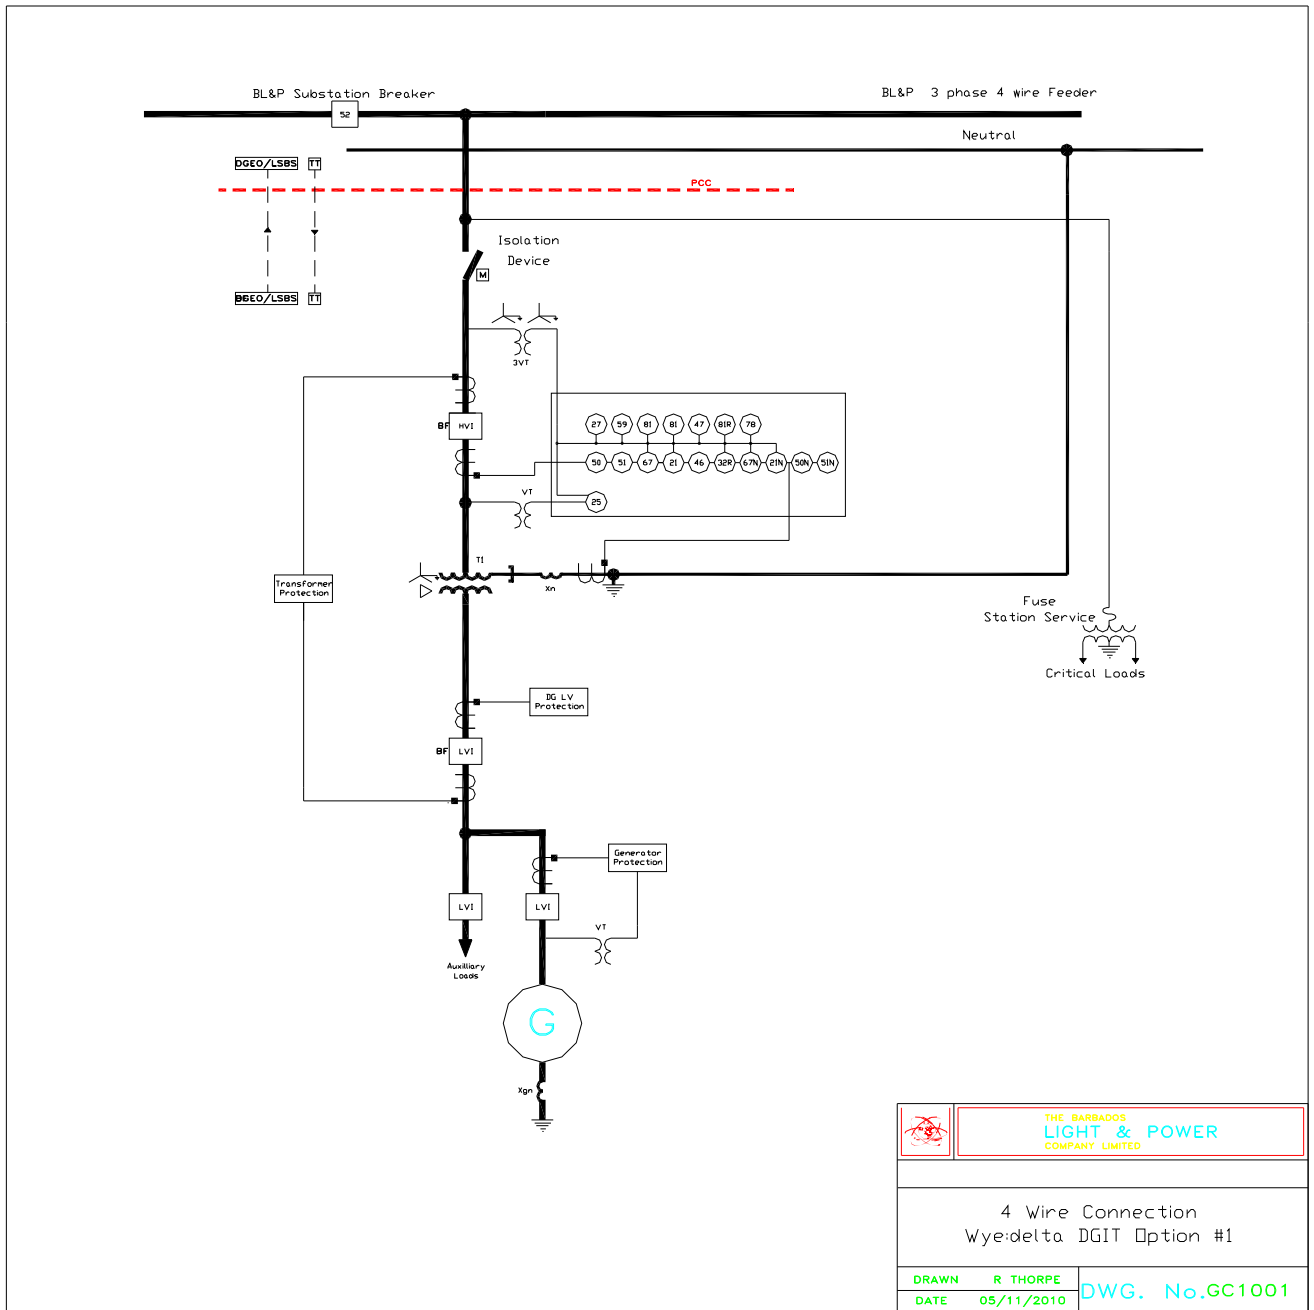 BL&P Substation Breaker
BL&P 3 phase 4 wire Feeder
52
Neutral
DGEO/LSBS TT
PCC
Isolation
Device
M
BGEO/LSBS TT
3VT
BF HVI
27 59 81 81 47 81R 78
50 51 67 21 46 32R 67N 21N 50N 51N
VT
25
T1
Xn
Transformer
Protection
Fuse
Station Service
Critical Loads
DG LV
Protection
BF LVI
Generator
Protection
LVI LVI
VT
Auxilliary
Loads
G
Xgn
THE BARBADOS
LIGHT & POWER
COMPANY LIMITED
4 Wire Connection
Wye:delta DGIT Option #1
DRAWN R THORPE
DATE 05/11/2010
DWG. No.GC1001